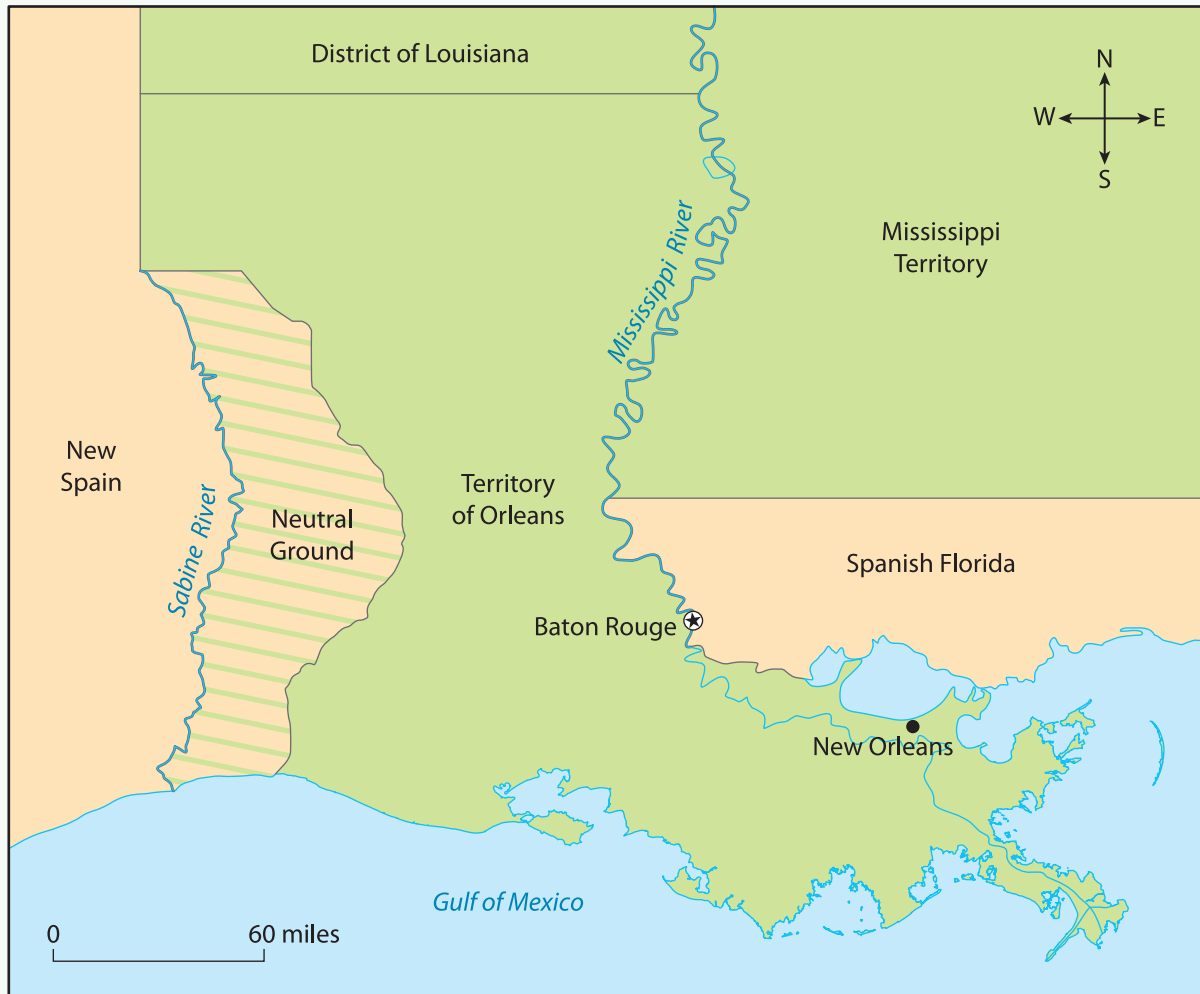 District of Louisiana
N
W
E
S
Mississippi River
Mississippi
Territory
New
Spain
Sabine River
Neutral
Ground
Territory
of Orleans
Spanish Florida
Baton Rouge
New Orleans
Gulf of Mexico
0
60 miles